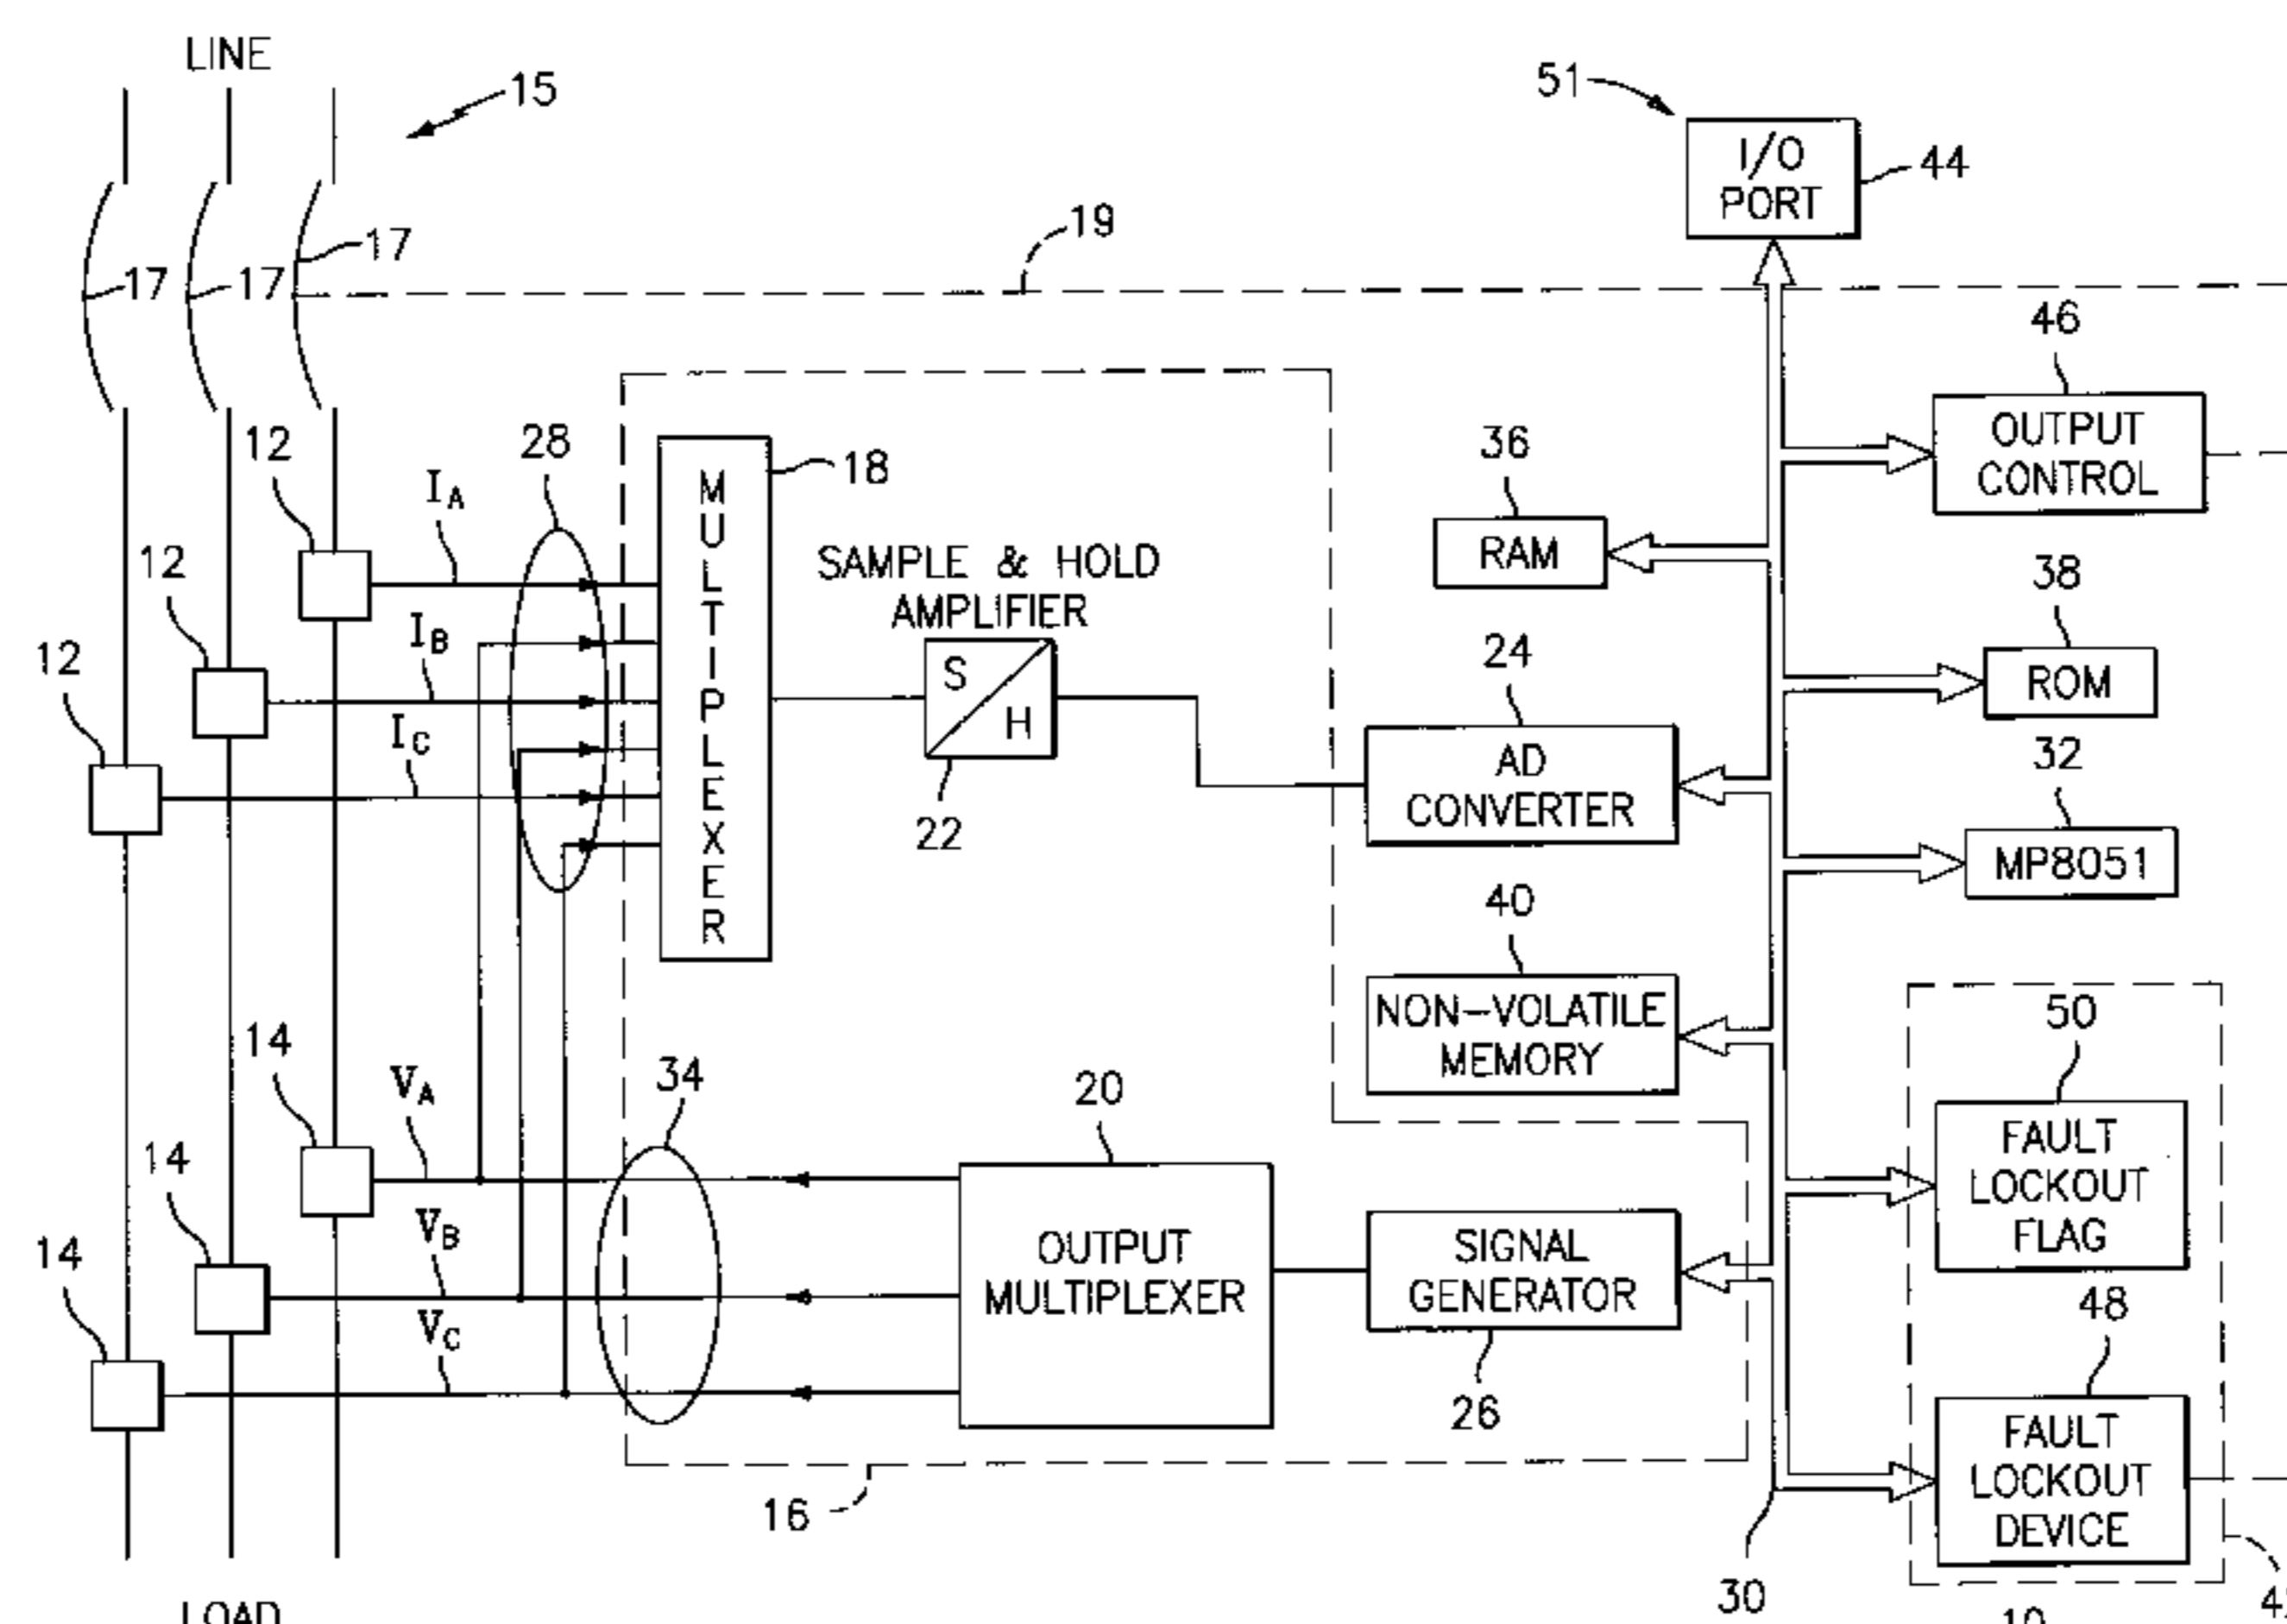 LINE
15
51
I/O
PORT
44
19
17
17
17
46
OUTPUT
CONTROL
12
28
I_A
18
36
RAM
MULTIPLEXER
SAMPLE & HOLD
AMPLIFIER
12
I_B
38
ROM
12
S
H
24
I_C
AD
CONVERTER
32
22
MP8051
40
NON-VOLATILE
MEMORY
50
14
V_A
34
20
FAULT
LOCKOUT
FLAG
14
V_B
OUTPUT
MULTIPLEXER
SIGNAL
GENERATOR
14
V_C
48
26
FAULT
LOCKOUT
DEVICE
16
30
10
LOAD